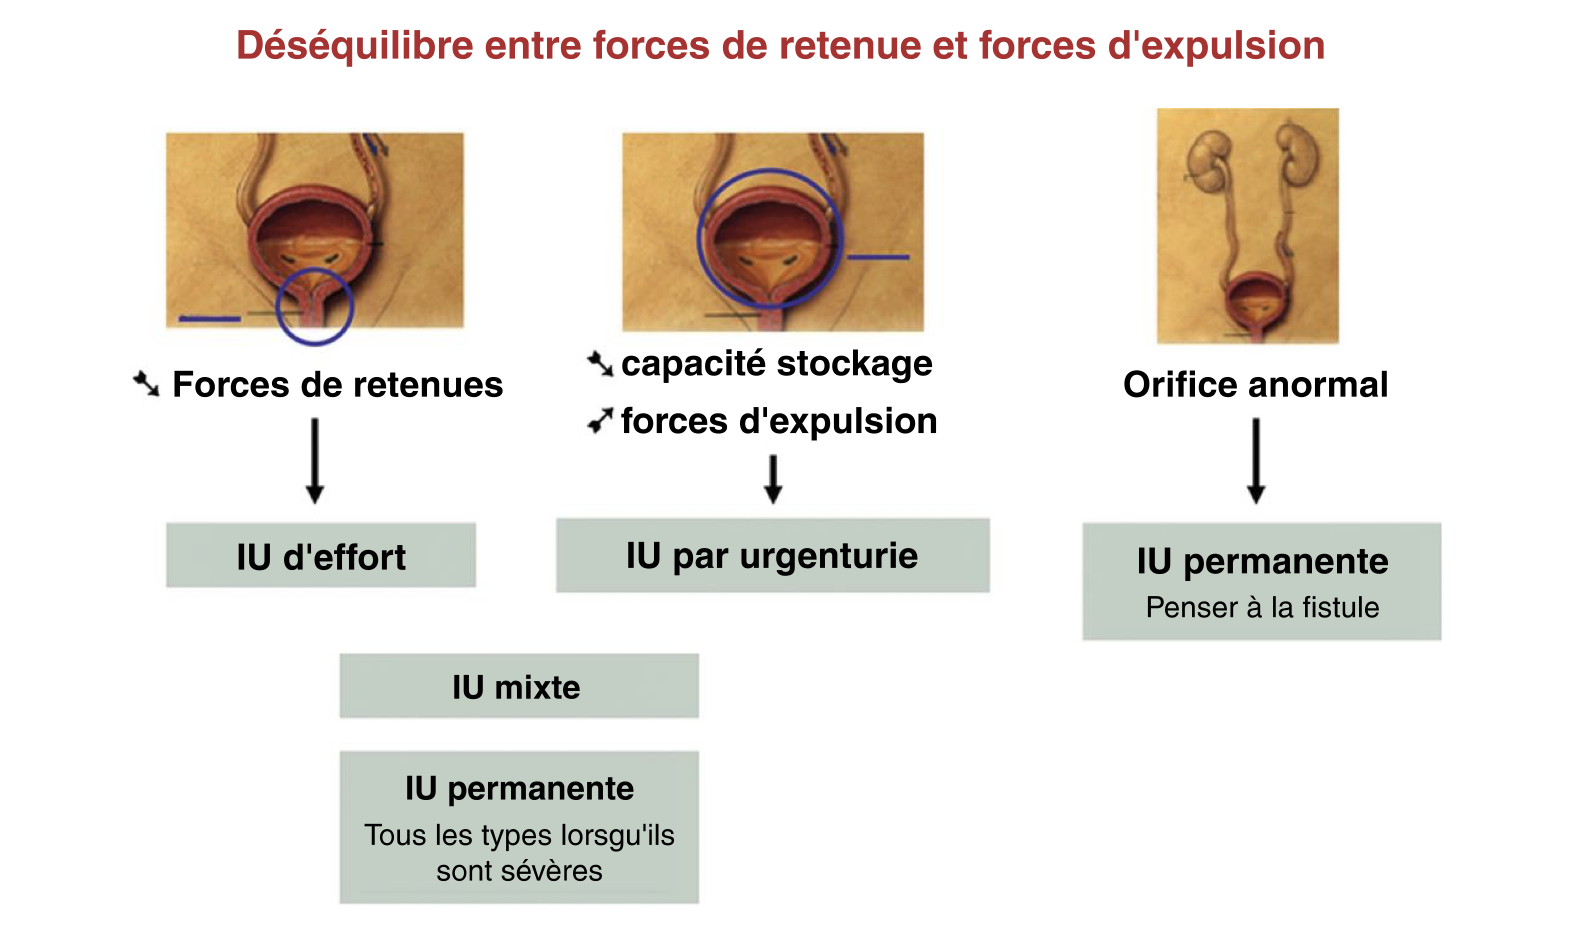 Déséquilibre entre forces de retenue et forces d'expulsion
Forces de retenues
capacité stockage
forces d'expulsion
Orifice anormal
IU d'effort
IU par urgenturie
IU permanente
Penser à la fistule
IU mixte
IU permanente
Tous les types lorsgu'ils
sont sévères